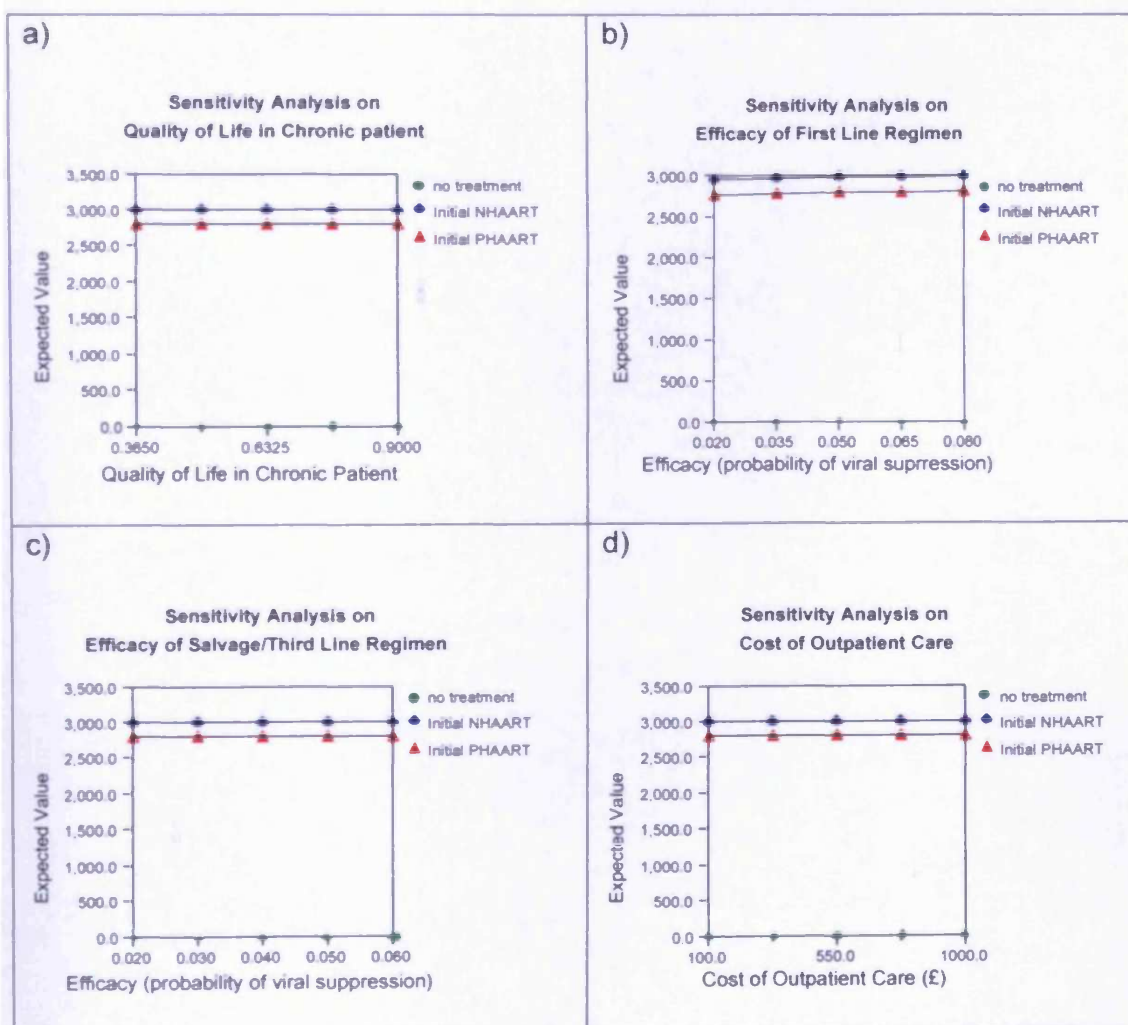 a)
Sensitivity Analysis on
Quality of Life in Chronic patient
3,500.0
3,000.0
2,500.0
2,000.0
1,500.0
1,000.0
500.0
0.0
Expected Value
0.3650 0.6325 0.9000
Quality of Life in Chronic Patient
no treatment
Initial NHAART
Initial PHAART
b)
Sensitivity Analysis on
Efficacy of First Line Regimen
3,000.0
2,500.0
2,000.0
1,500.0
1,000.0
500.0
0.0
Expected Value
0.020 0.035 0.050 0.065 0.080
Efficacy (probability of viral suprression)
no treatment
Initial NHAART
Initial PHAART
c)
Sensitivity Analysis on
Efficacy of Salvage/Third Line Regimen
3,500.0
3,000.0
2,500.0
2,000.0
1,500.0
1,000.0
500.0
0.0
Expected Value
0.020 0.030 0.040 0.050 0.060
Efficacy (probability of viral suppression)
no treatment
Initial NHAART
Initial PHAART
d)
Sensitivity Analysis on
Cost of Outpatient Care
3,500.0
3,000.0
2,500.0
2,000.0
1,500.0
1,000.0
500.0
0.0
Expected Value
100.0 550.0 1000.0
Cost of Outpatient Care (£)
no treatment
Initial NHAART
Initial PHAART